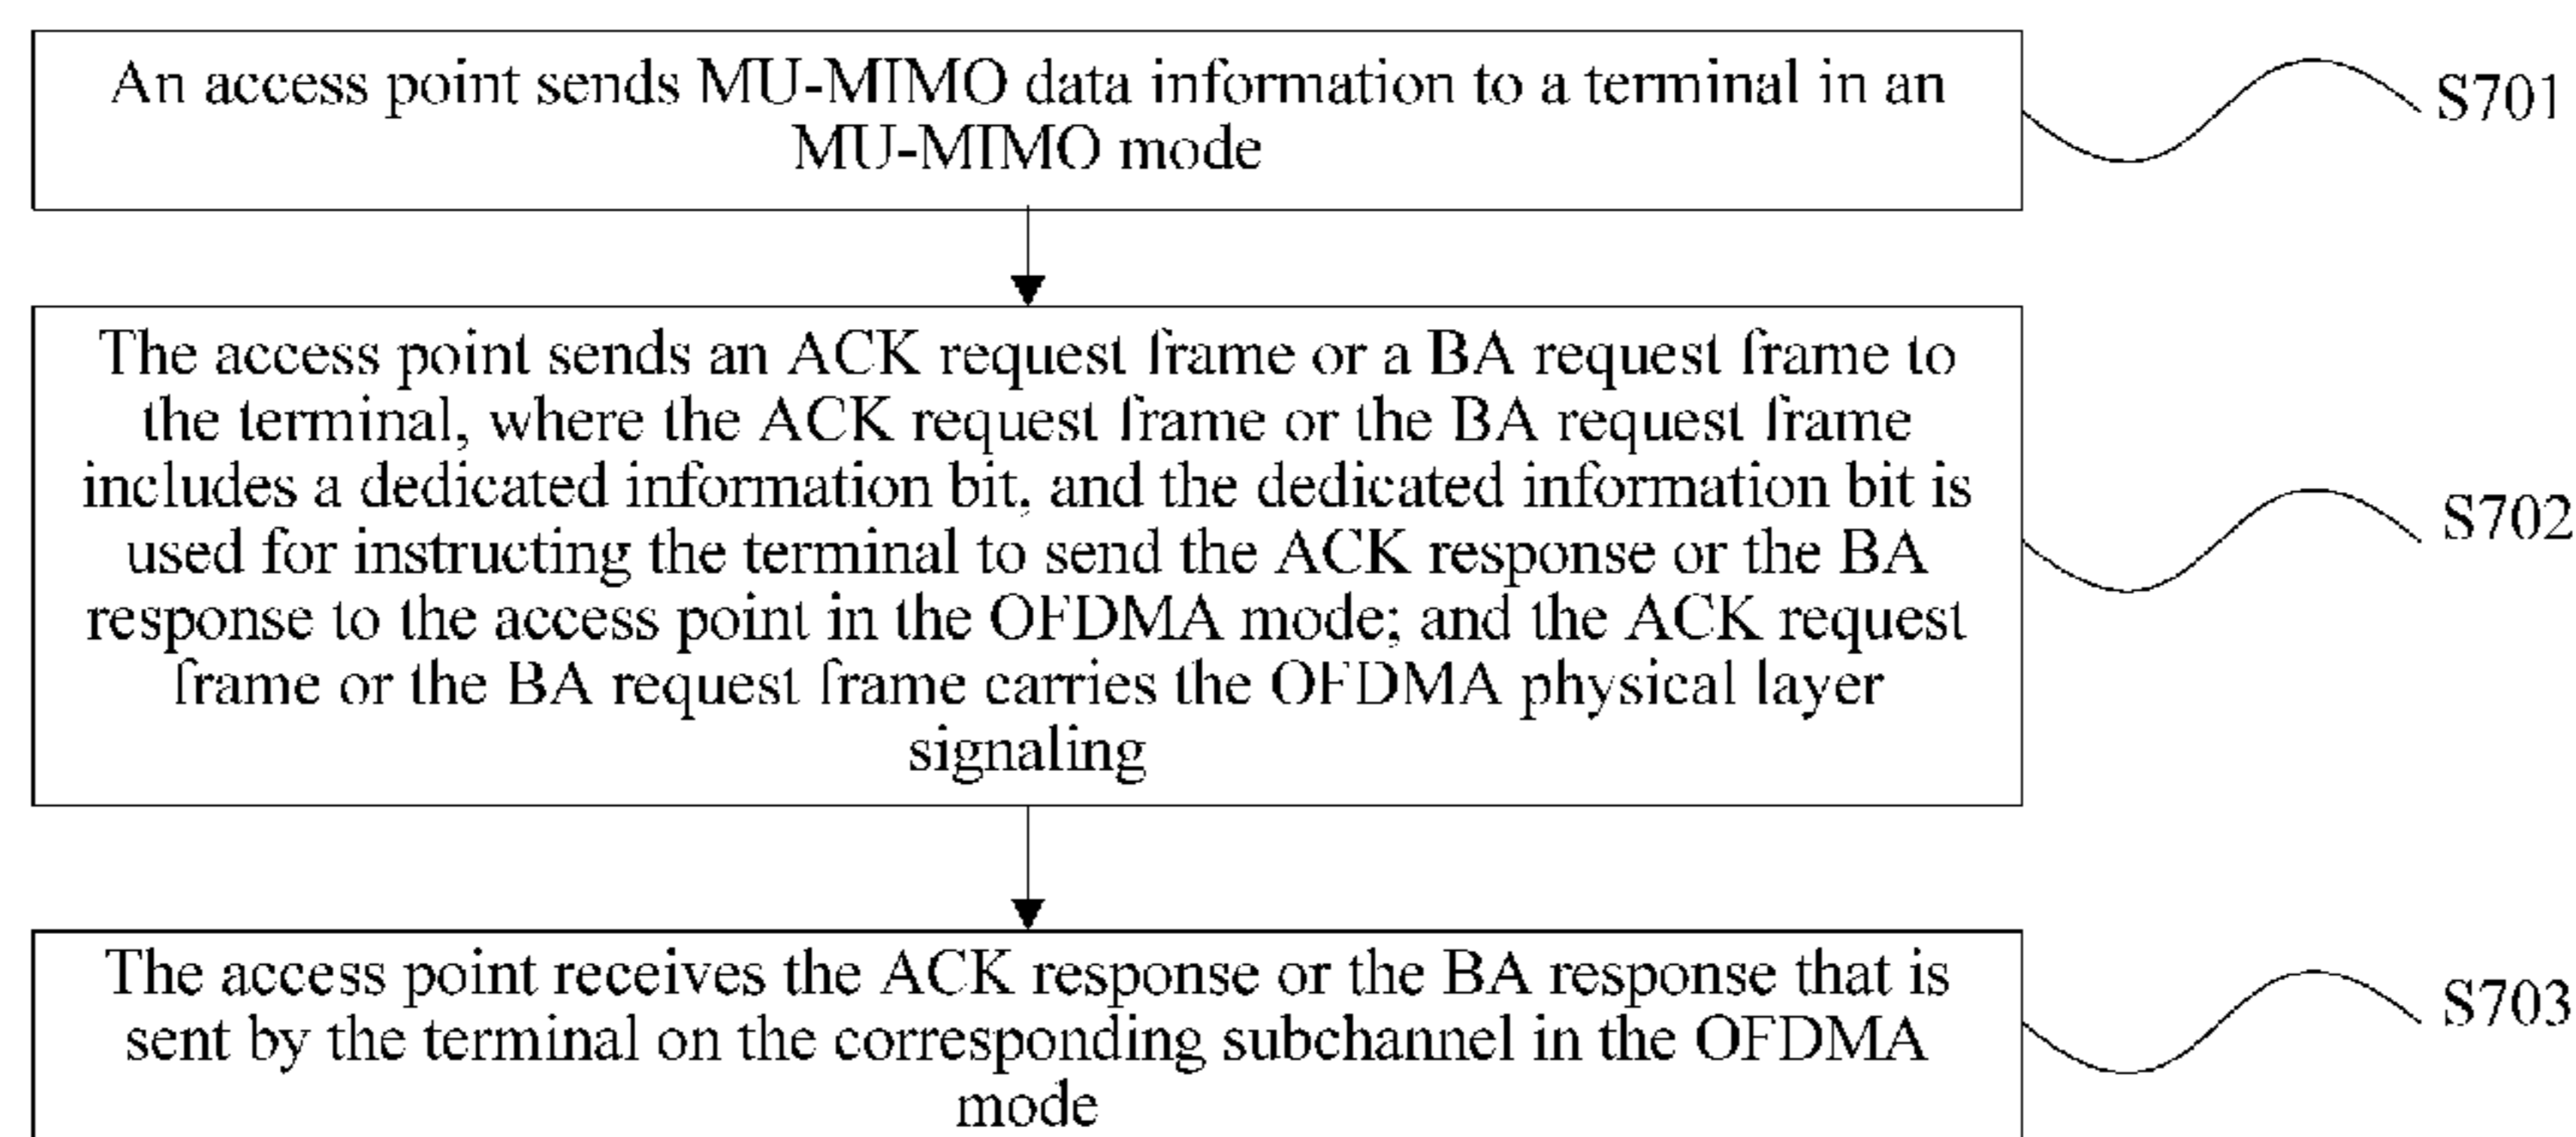 An access point sends MU-MIMO data information to a terminal in an
MU-MIMO mode
S701
The access point sends an ACK request frame or a BA request frame to
the terminal, where the ACK request frame or the BA request frame
includes a dedicated information bit, and the dedicated information bit is
used for instructing the terminal to send the ACK response or the BA
response to the access point in the OFDMA mode; and the ACK request
frame or the BA request frame carries the OFDMA physical layer
signaling
S702
The access point receives the ACK response or the BA response that is
sent by the terminal on the corresponding subchannel in the OFDMA
mode
S703